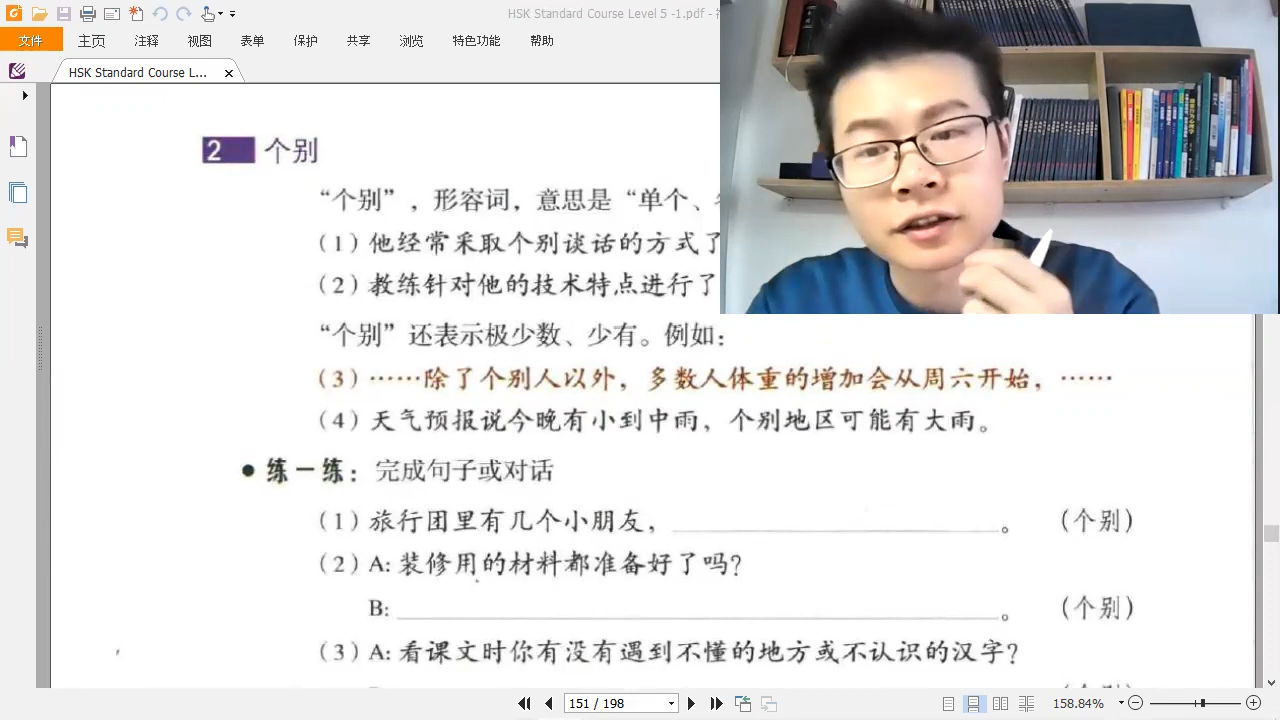 HSK Standard Course Level 5 -1.pdf -
文件 主页 注释 视图 表单 保护 共享 浏览 特色功能 帮助
HSK Standard Course L...
2 个别
“个别”，形容词，意思是“单个、
（1）他经常采取个别谈话的方式了
（2）教练针对他的技术特点进行了
“个别”还表示极少数、少有。例如：
（3）……除了个别人以外，多数人体重的增加会从周六开始，……
（4）天气预报说今晚有小到中雨，个别地区可能有大雨。
● 练一练：完成句子或对话
（1）旅行团里有几个小朋友，____________。（个别）
（2）A: 装修用的材料都准备好了吗？
B: ____________。（个别）
（3）A: 看课文时你有没有遇到不懂的地方或不认识的汉字？
151 / 198
158.84%